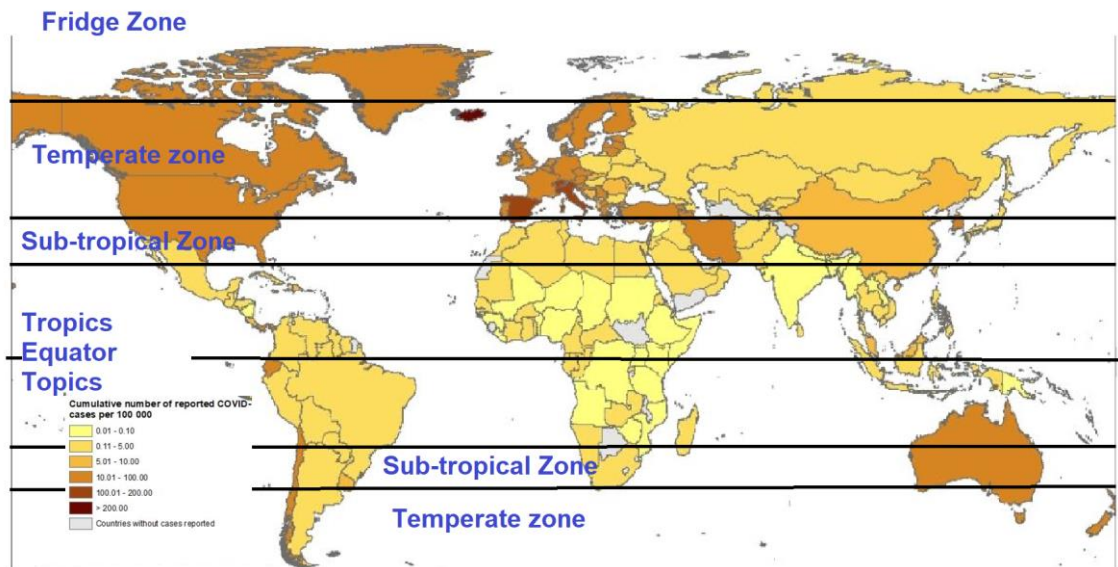 Fridge Zone
Temperate zone
Sub-tropical Zone
Tropics
Equator
Topics
Cumulative number of reported COVID-
cases per 100 000
0.01 - 0.10
0.11 - 5.00
5.01 - 10.00
10.01 - 100.00
100.01 - 200.00
> 200.00
Countries without cases reported
Sub-tropical Zone
Temperate zone